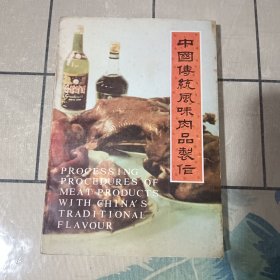 中國傳統風味肉品製作
PROCESSING
PROCEDURES OF
MEAT PRODUCTS
WITH CHINA'S
TRADITIONAL
FLAVOUR